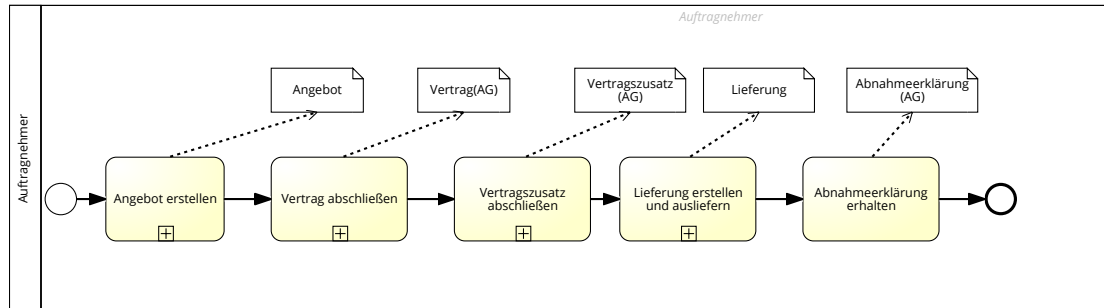 Auftragnehmer
Auftragnehmer
Angebot
Vertrag(AG)
Vertragszusatz
(AG)
Lieferung
Abnahmeerklärung
(AG)
Angebot erstellen
Vertrag abschließen
Vertragszusatz
abschließen
Lieferung erstellen
und ausliefern
Abnahmeerklärung
erhalten